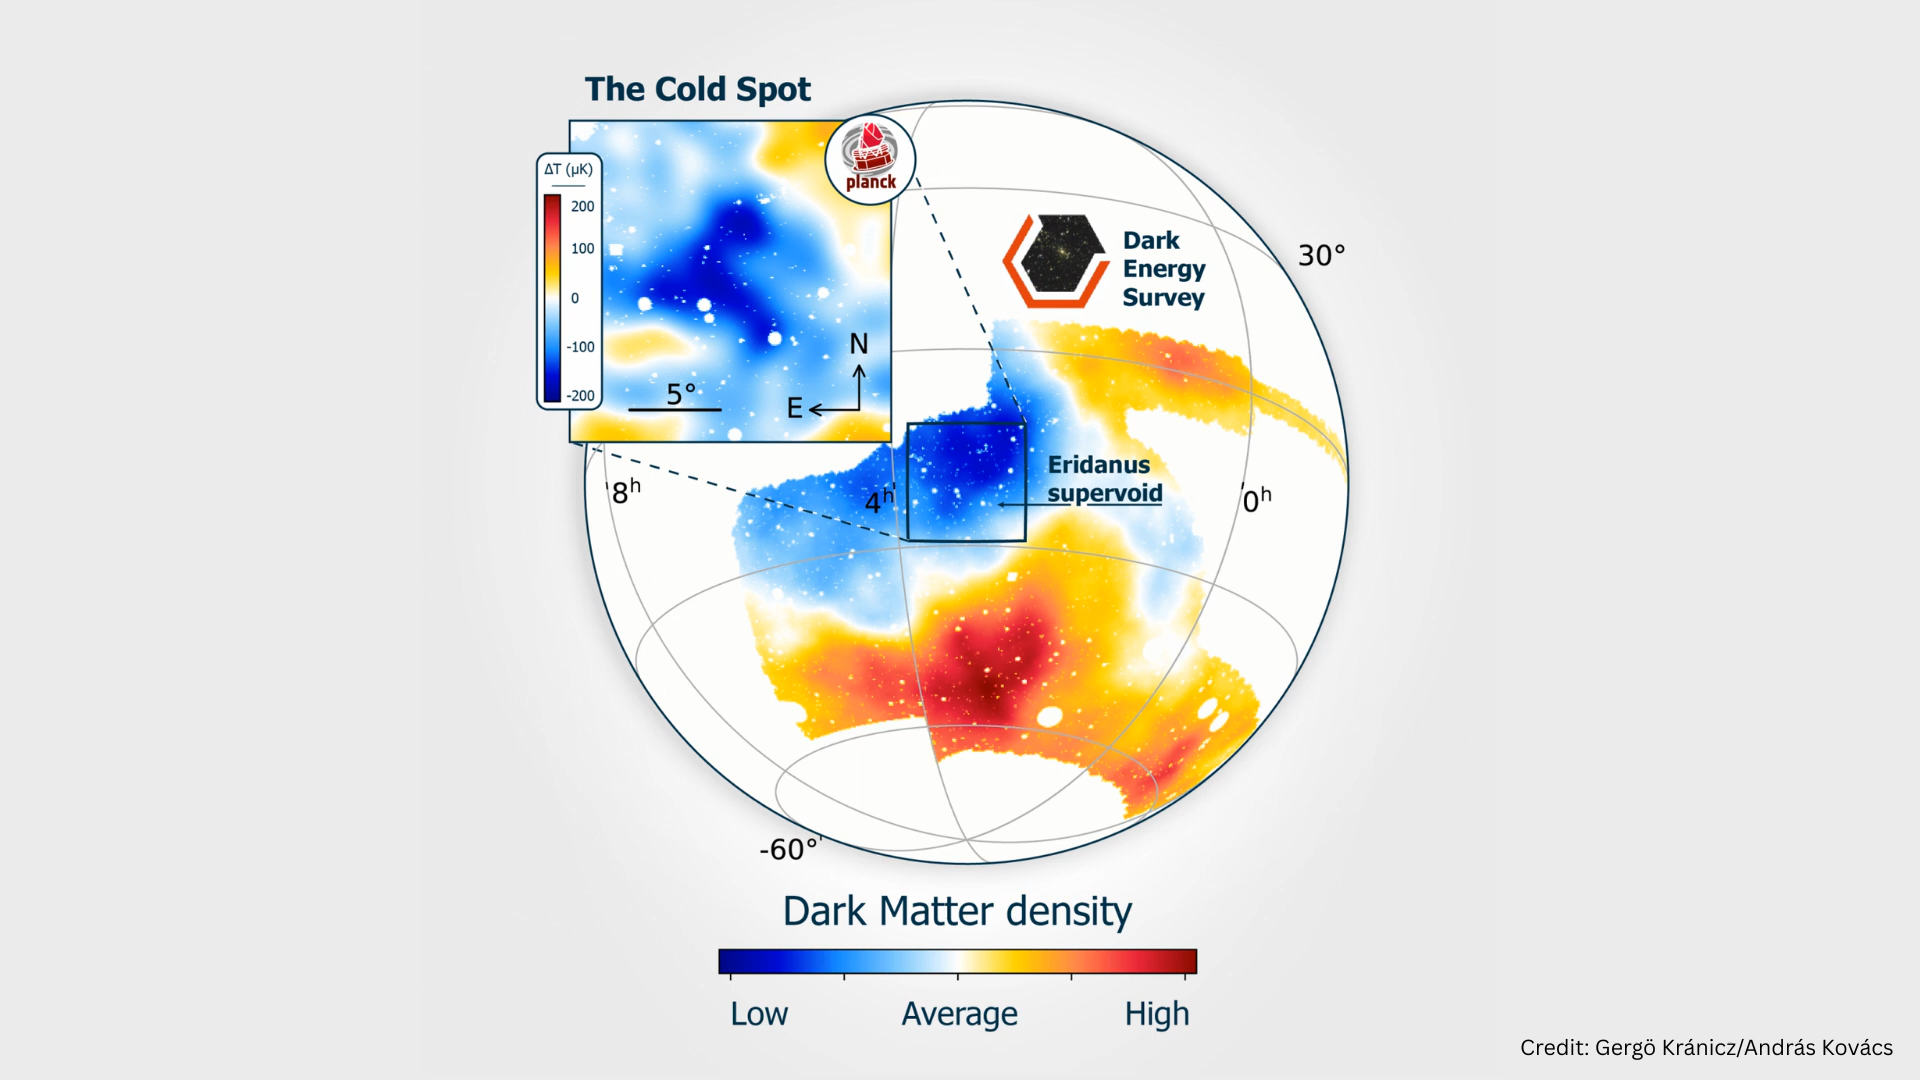 The Cold Spot
planck
ΔT (μK)
200
100
0
-100
-200
5°
N
E
Dark
Energy
Survey
30°
Eridanus
supervoid
8h
4h
0h
-60°
Dark Matter density
Low Average High
Credit: Gergö Kránicz/András Kovács